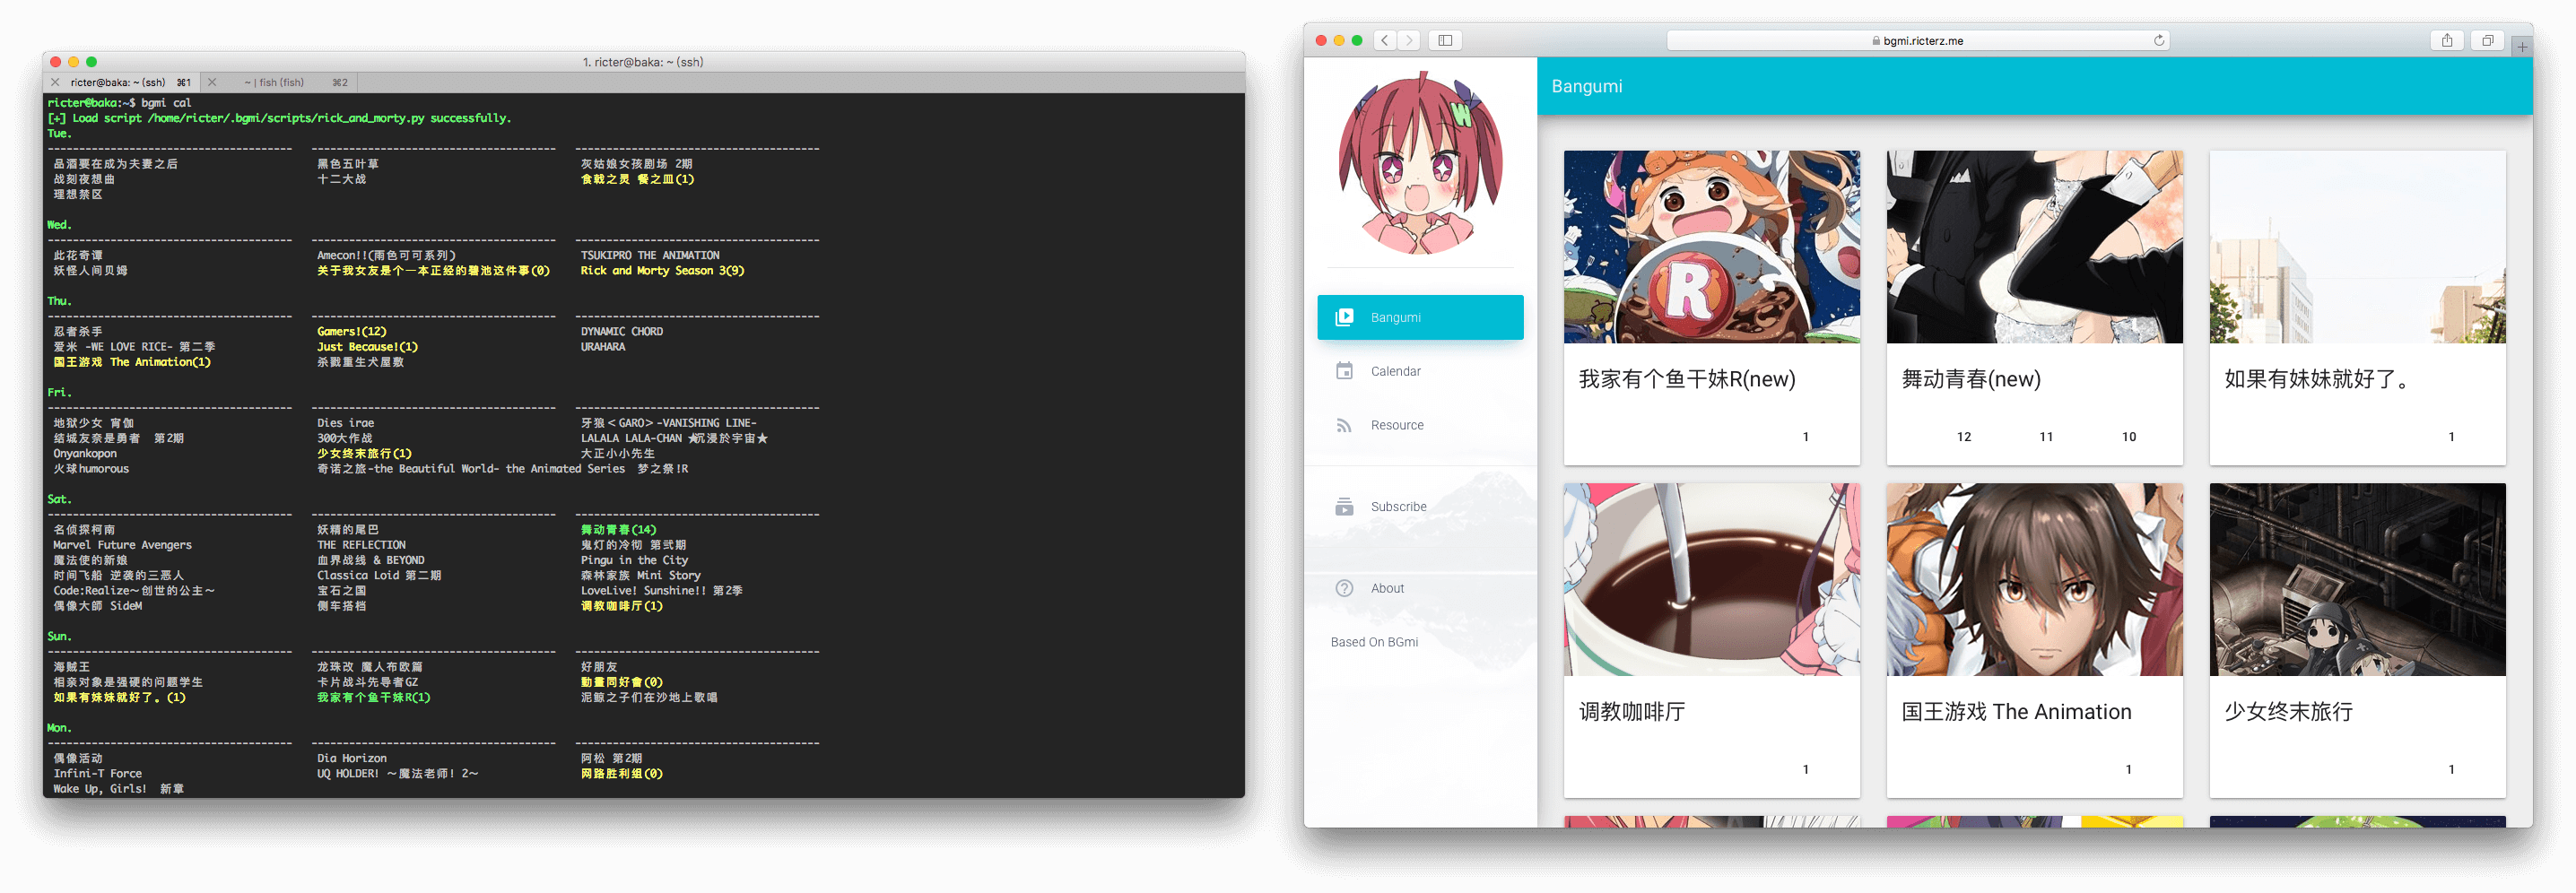 1. ricter@baka: ~ (ssh)
ricter@baka: ~ (ssh) ⌘1 ~ | fish (fish) ⌘2
ricter@baka:~$ bgmi cal
[+] Load script /home/ricter/.bgmi/scripts/rick_and_morty.py successfully.
Tue.
品酒要在成为夫妻之后 黑色五叶草 灰姑娘女孩剧场 2期
战刻夜想曲 十二大战 食戟之灵 餐之皿(1)
理想禁区
Wed.
此花奇谭 Amecon!!(雨色可可系列) TSUKIPRO THE ANIMATION
妖怪人间贝姆 关于我女友是个一本正经的碧池这件事(0) Rick and Morty Season 3(9)
Thu.
忍者杀手 Gamers!(12) DYNAMIC CHORD
爱米 -WE LOVE RICE- 第二季 Just Because!(1) URAHARA
国王游戏 The Animation(1) 杀戮重生犬屋敷
Fri.
地狱少女 宵伽 Dies irae 牙狼＜GARO＞-VANISHING LINE-
结城友奈是勇者 第2期 300大作战 LALALA LALA-CHAN ★沉浸於宇宙★
Onyankopon 少女终末旅行(1) 大正小小先生
火球humorous 奇诺之旅-the Beautiful World- the Animated Series 梦之祭!R
Sat.
名侦探柯南 妖精的尾巴 舞动青春(14)
Marvel Future Avengers THE REFLECTION 鬼灯的冷彻 第弐期
魔法使的新娘 血界战线 & BEYOND Pingu in the City
时间飞船 逆袭的三恶人 Classica Loid 第二期 森林家族 Mini Story
Code:Realize～创世的公主～ 宝石之国 LoveLive! Sunshine!! 第2季
偶像大師 SideM 侧车搭档 调教咖啡厅(1)
Sun.
海贼王 龙珠改 魔人布欧篇 好朋友
相亲对象是强硬的问题学生 卡片战斗先导者GZ 動畫同好會(0)
如果有妹妹就好了。(1) 我家有个鱼干妹R(1) 泥鲸之子们在沙地上歌唱
Mon.
偶像活动 Dia Horizon 阿松 第2期
Infini-T Force UQ HOLDER! ～魔法老师! 2～ 网路胜利组(0)
Wake Up, Girls! 新章
bgmi.ricterz.me
Bangumi
Bangumi
Calendar
Resource
Subscribe
About
Based On BGmi
R
我家有个鱼干妹R(new)
1
舞动青春(new)
12 11 10
如果有妹妹就好了。
1
调教咖啡厅
1
国王游戏 The Animation
1
少女终末旅行
1